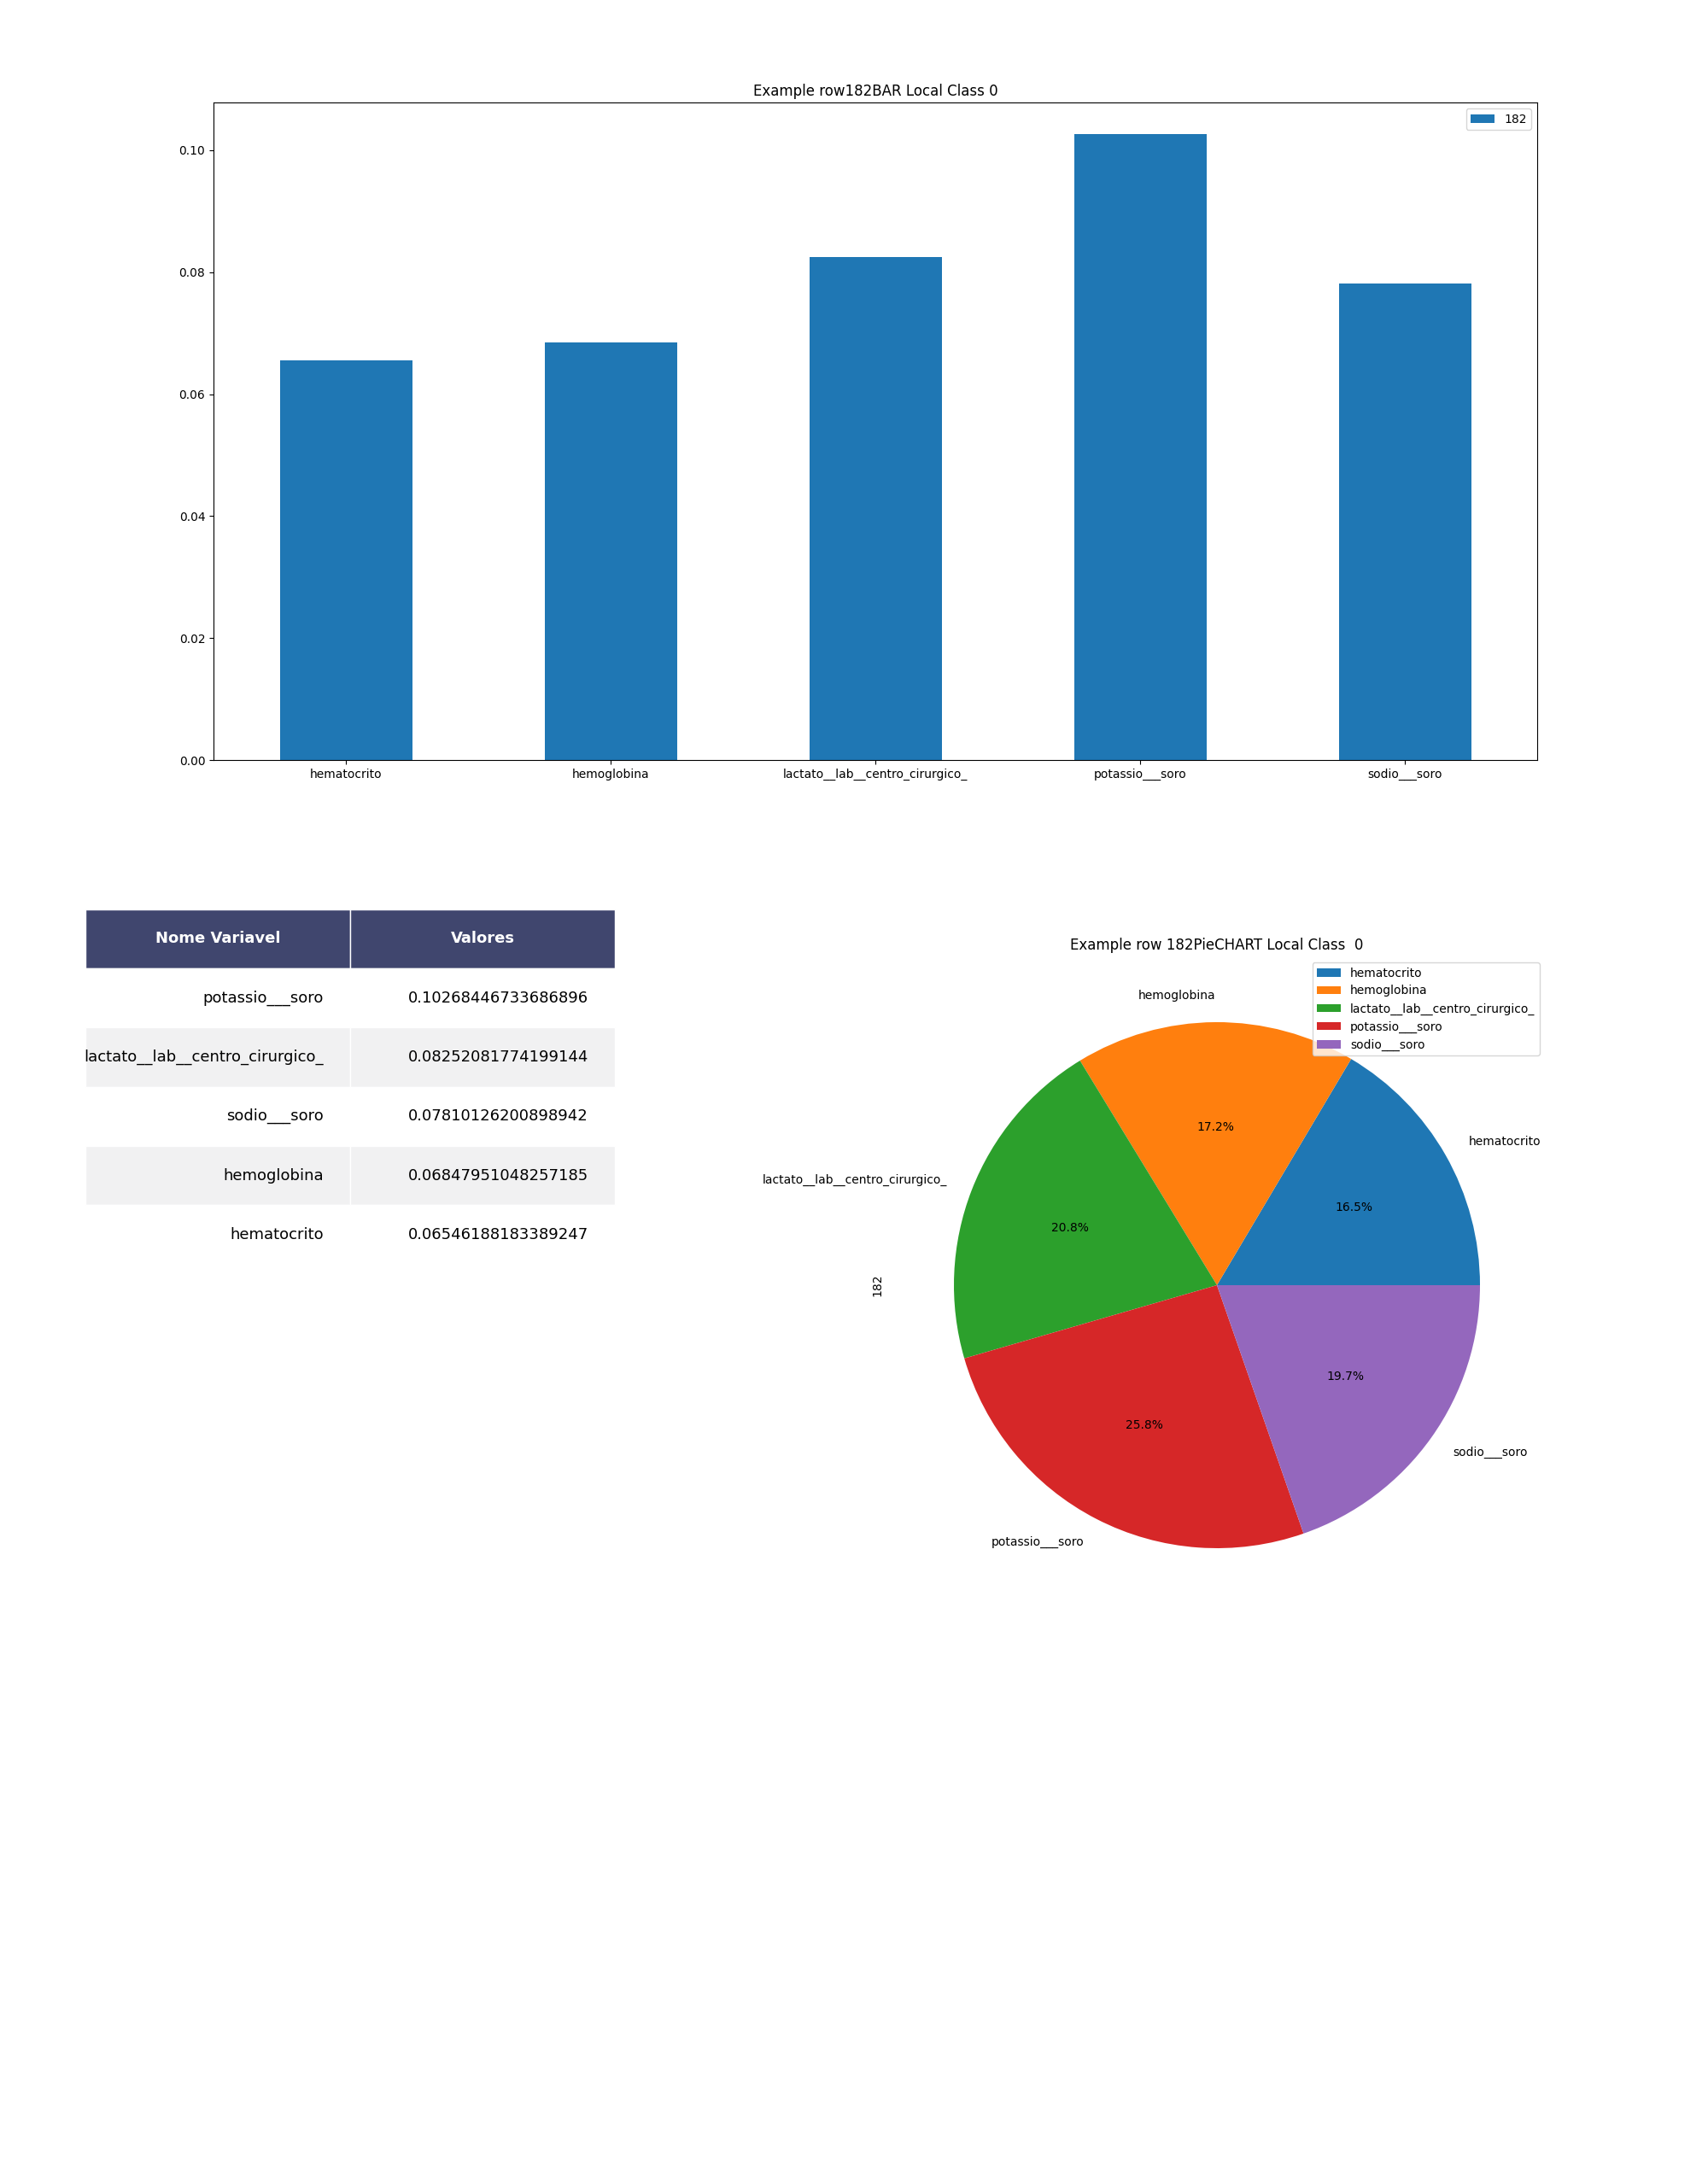 Example row182BAR Local Class 0
182
0.10
0.08
0.06
0.04
0.02
0.00
hematocrito
hemoglobina
lactato__lab__centro_cirurgico_
potassio___soro
sodio___soro
Nome Variavel Valores
potassio___soro 0.10268446733686896
lactato__lab__centro_cirurgico_ 0.08252081774199144
sodio___soro 0.07810126200898942
hemoglobina 0.06847951048257185
hematocrito 0.06546188183389247
Example row 182PieCHART Local Class  0
hematocrito
hemoglobina
lactato__lab__centro_cirurgico_
potassio___soro
sodio___soro
hemoglobina
17.2%
hematocrito
16.5%
lactato__lab__centro_cirurgico_
20.8%
182
19.7%
25.8%
sodio___soro
potassio___soro